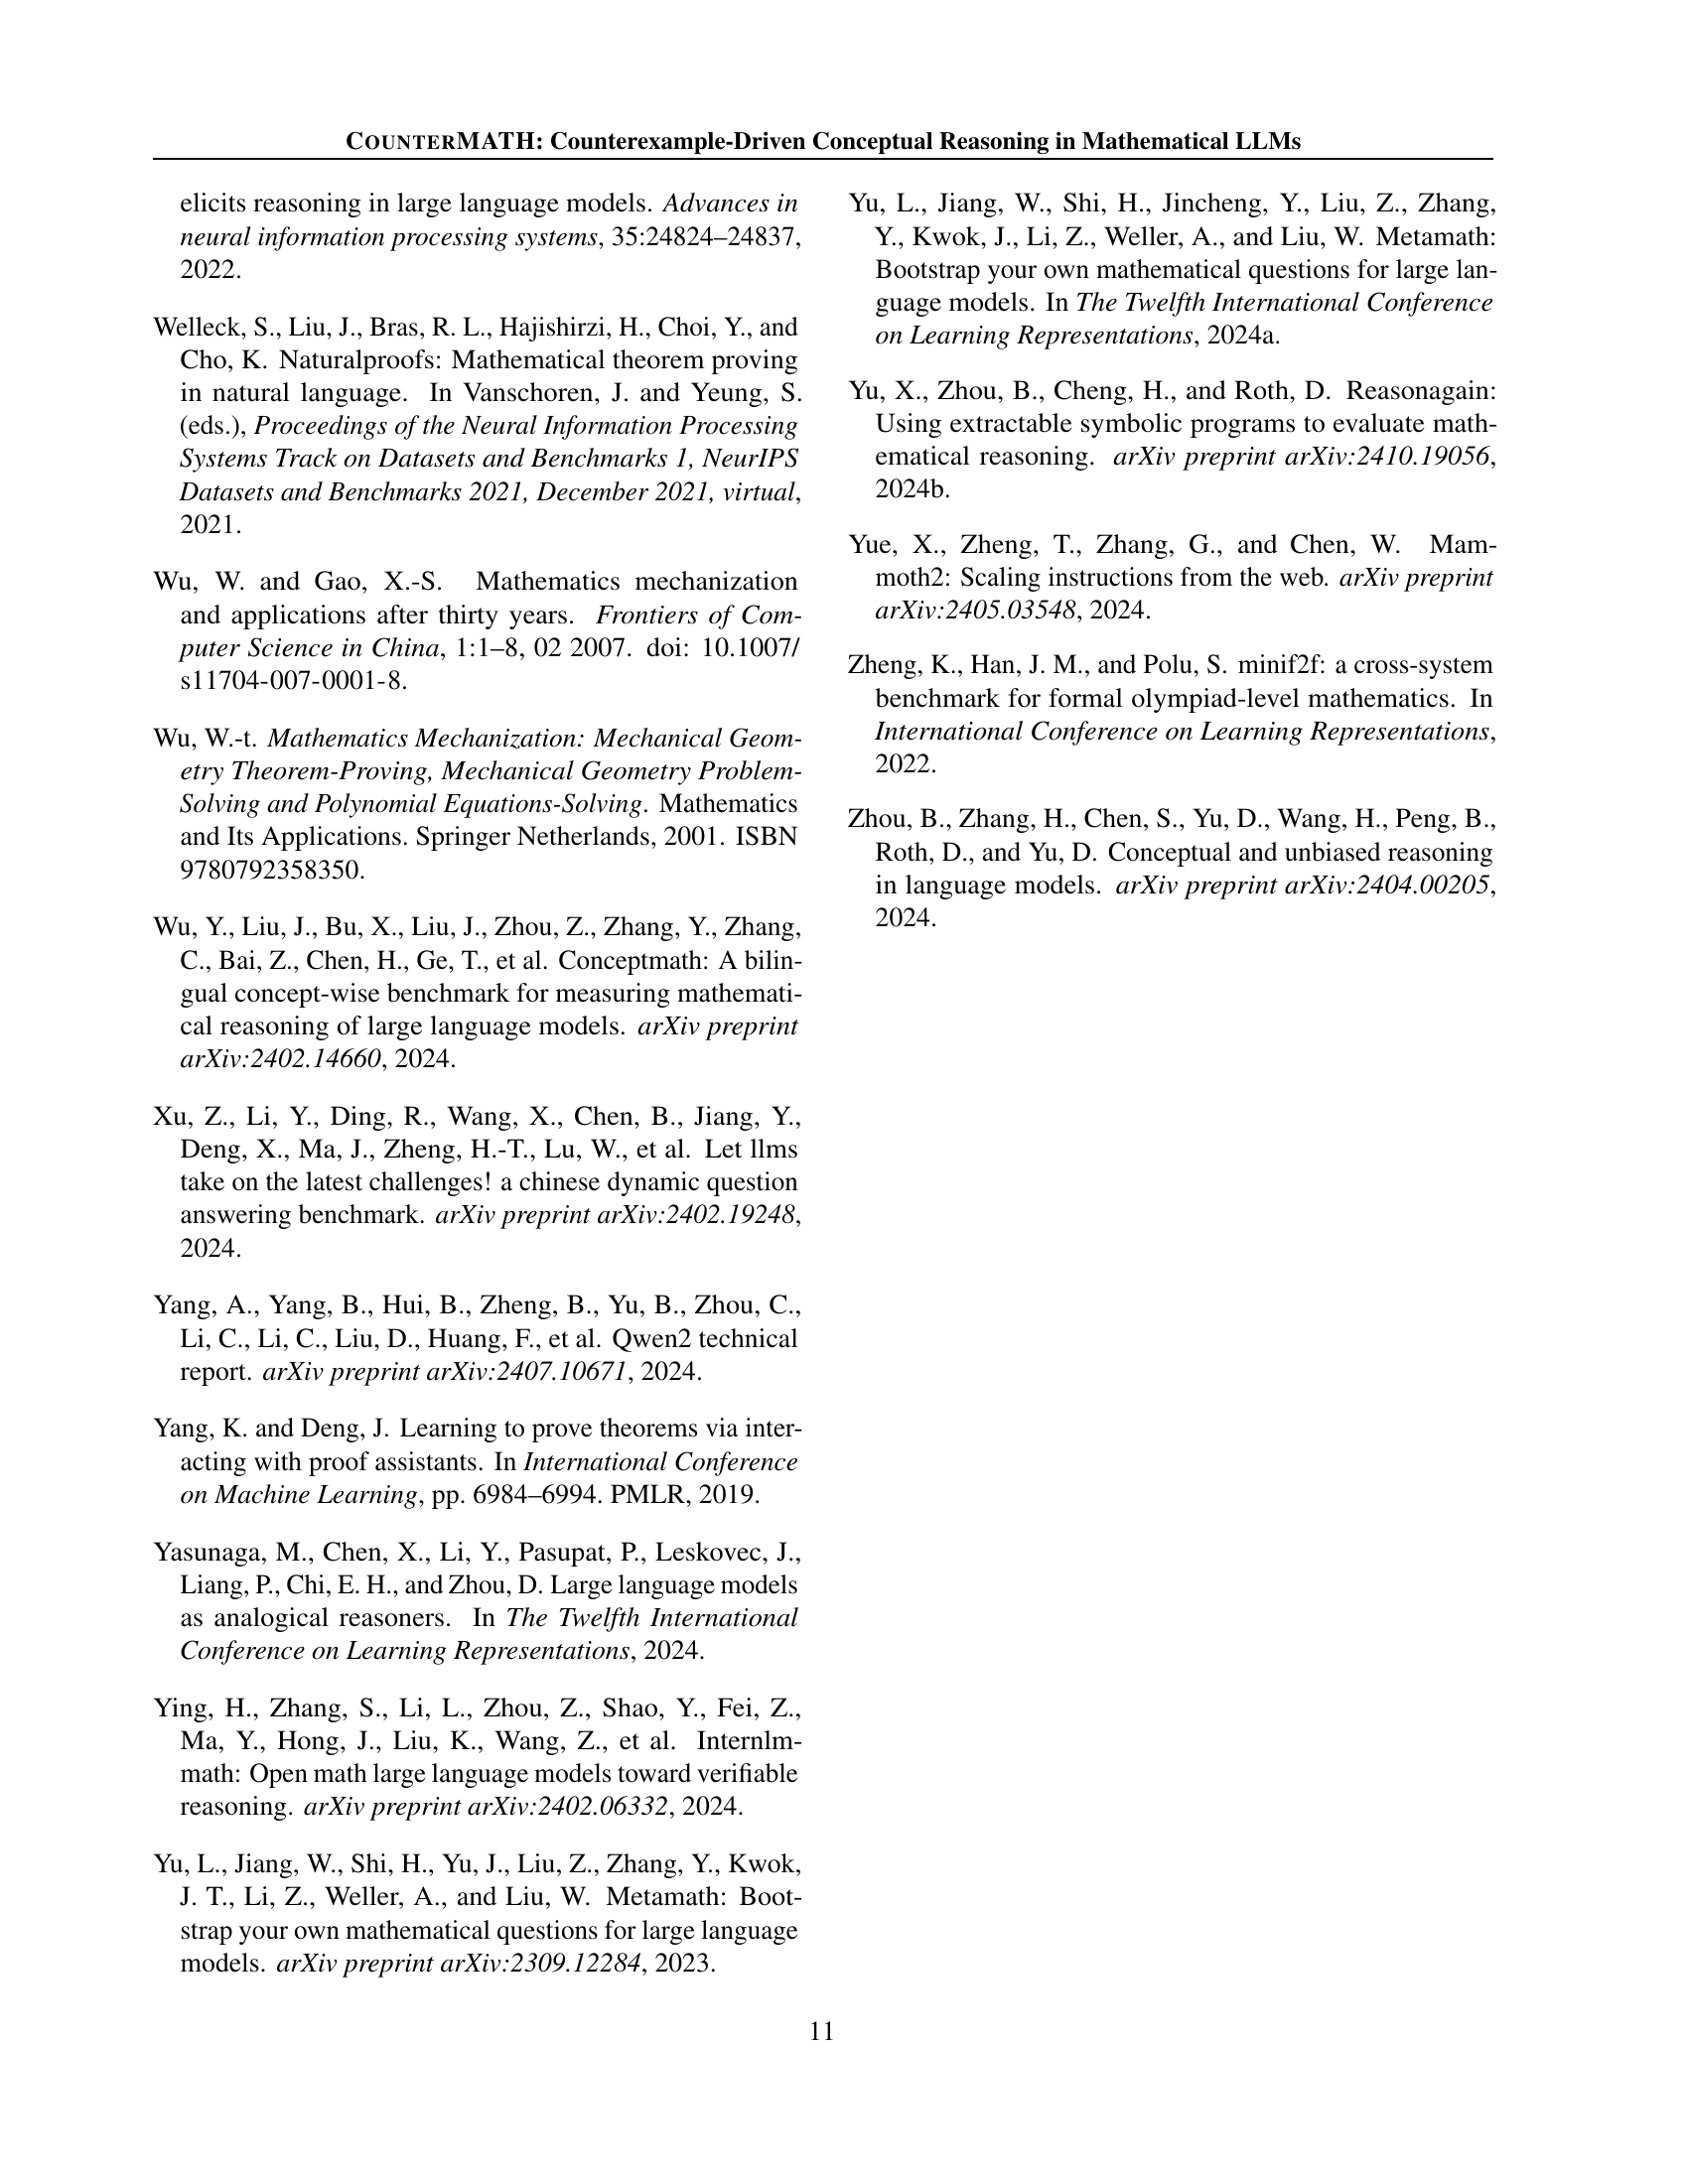 COUNTERMATH: Counterexample-Driven Conceptual Reasoning in Mathematical LLMs
elicits reasoning in large language models. Advances in
neural information processing systems, 35:24824–24837,
2022.
Welleck, S., Liu, J., Bras, R. L., Hajishirzi, H., Choi, Y., and
Cho, K. Naturalproofs: Mathematical theorem proving
in natural language. In Vanschoren, J. and Yeung, S.
(eds.), Proceedings of the Neural Information Processing
Systems Track on Datasets and Benchmarks 1, NeurIPS
Datasets and Benchmarks 2021, December 2021, virtual,
2021.
Wu, W. and Gao, X.-S. Mathematics mechanization
and applications after thirty years. Frontiers of Com-
puter Science in China, 1:1–8, 02 2007. doi: 10.1007/
s11704-007-0001-8.
Wu, W.-t. Mathematics Mechanization: Mechanical Geom-
etry Theorem-Proving, Mechanical Geometry Problem-
Solving and Polynomial Equations-Solving. Mathematics
and Its Applications. Springer Netherlands, 2001. ISBN
9780792358350.
Wu, Y., Liu, J., Bu, X., Liu, J., Zhou, Z., Zhang, Y., Zhang,
C., Bai, Z., Chen, H., Ge, T., et al. Conceptmath: A bilin-
gual concept-wise benchmark for measuring mathemati-
cal reasoning of large language models. arXiv preprint
arXiv:2402.14660, 2024.
Xu, Z., Li, Y., Ding, R., Wang, X., Chen, B., Jiang, Y.,
Deng, X., Ma, J., Zheng, H.-T., Lu, W., et al. Let llms
take on the latest challenges! a chinese dynamic question
answering benchmark. arXiv preprint arXiv:2402.19248,
2024.
Yang, A., Yang, B., Hui, B., Zheng, B., Yu, B., Zhou, C.,
Li, C., Li, C., Liu, D., Huang, F., et al. Qwen2 technical
report. arXiv preprint arXiv:2407.10671, 2024.
Yang, K. and Deng, J. Learning to prove theorems via inter-
acting with proof assistants. In International Conference
on Machine Learning, pp. 6984–6994. PMLR, 2019.
Yasunaga, M., Chen, X., Li, Y., Pasupat, P., Leskovec, J.,
Liang, P., Chi, E. H., and Zhou, D. Large language models
as analogical reasoners. In The Twelfth International
Conference on Learning Representations, 2024.
Ying, H., Zhang, S., Li, L., Zhou, Z., Shao, Y., Fei, Z.,
Ma, Y., Hong, J., Liu, K., Wang, Z., et al. Internlm-
math: Open math large language models toward verifiable
reasoning. arXiv preprint arXiv:2402.06332, 2024.
Yu, L., Jiang, W., Shi, H., Yu, J., Liu, Z., Zhang, Y., Kwok,
J. T., Li, Z., Weller, A., and Liu, W. Metamath: Boot-
strap your own mathematical questions for large language
models. arXiv preprint arXiv:2309.12284, 2023.
Yu, L., Jiang, W., Shi, H., Jincheng, Y., Liu, Z., Zhang,
Y., Kwok, J., Li, Z., Weller, A., and Liu, W. Metamath:
Bootstrap your own mathematical questions for large lan-
guage models. In The Twelfth International Conference
on Learning Representations, 2024a.
Yu, X., Zhou, B., Cheng, H., and Roth, D. Reasonagain:
Using extractable symbolic programs to evaluate math-
ematical reasoning. arXiv preprint arXiv:2410.19056,
2024b.
Yue, X., Zheng, T., Zhang, G., and Chen, W. Mam-
moth2: Scaling instructions from the web. arXiv preprint
arXiv:2405.03548, 2024.
Zheng, K., Han, J. M., and Polu, S. minif2f: a cross-system
benchmark for formal olympiad-level mathematics. In
International Conference on Learning Representations,
2022.
Zhou, B., Zhang, H., Chen, S., Yu, D., Wang, H., Peng, B.,
Roth, D., and Yu, D. Conceptual and unbiased reasoning
in language models. arXiv preprint arXiv:2404.00205,
2024.
11